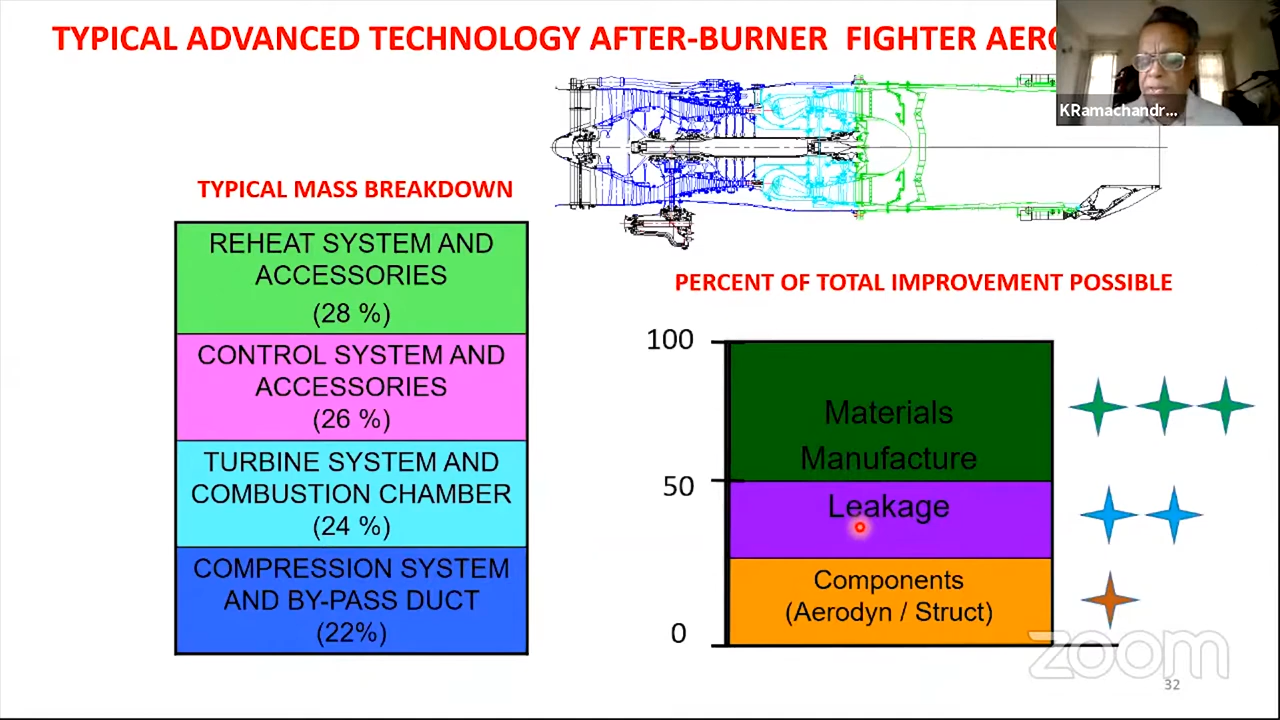 TYPICAL ADVANCED TECHNOLOGY AFTER-BURNER FIGHTER
KRamachandr...
TYPICAL MASS BREAKDOWN
REHEAT SYSTEM AND
ACCESSORIES
(28 %)
CONTROL SYSTEM AND
ACCESSORIES
(26 %)
TURBINE SYSTEM AND
COMBUSTION CHAMBER
(24 %)
COMPRESSION SYSTEM
AND BY-PASS DUCT
(22%)
PERCENT OF TOTAL IMPROVEMENT POSSIBLE
100
Materials
Manufacture
50
Leakage
Components
(Aerodyn / Struct)
0
zoom
32